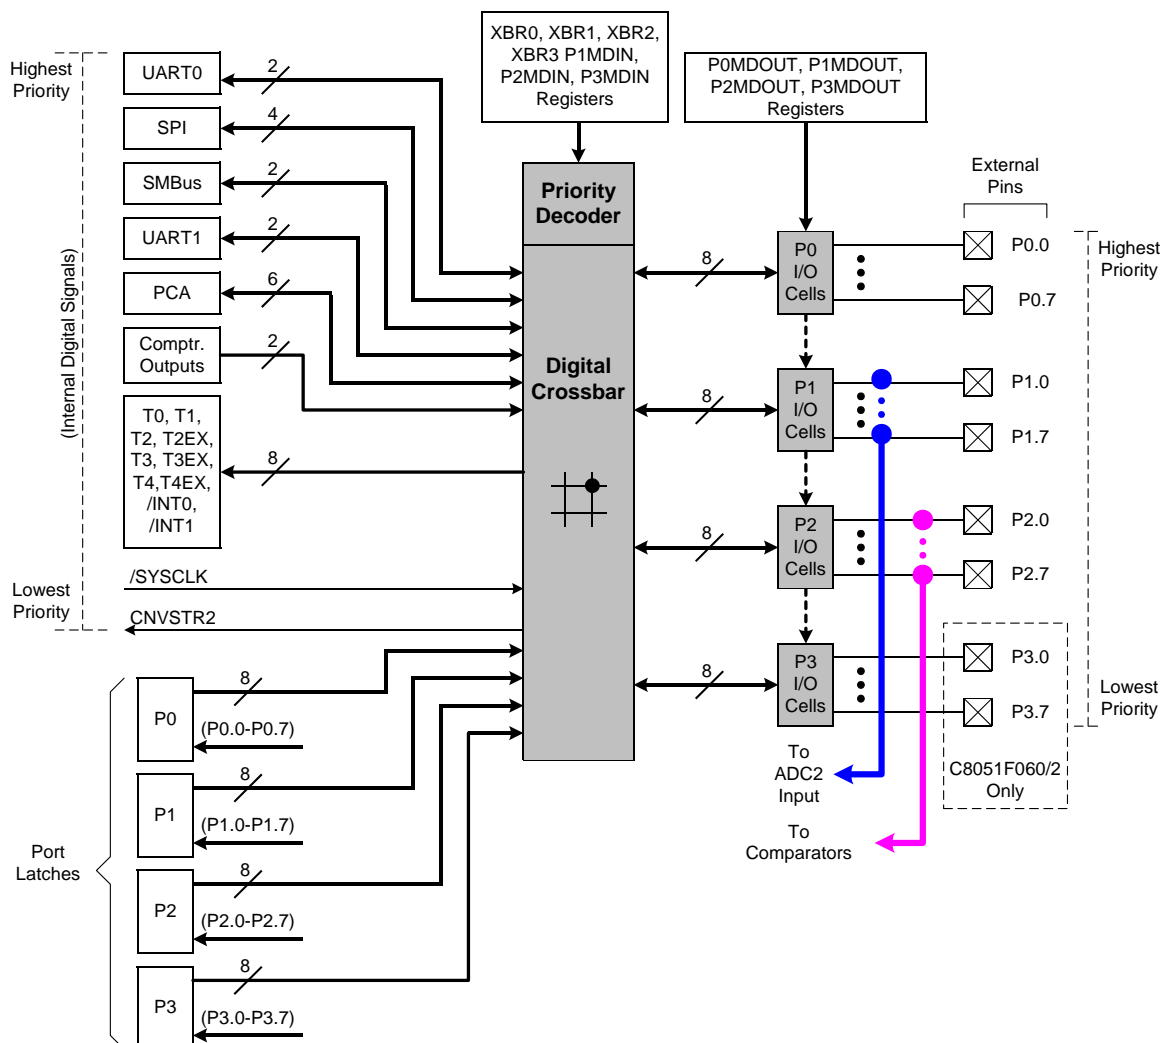 XBR0, XBR1, XBR2,
XBR3 P1MDIN,
P2MDIN, P3MDIN
Registers
P0MDOUT, P1MDOUT,
P2MDOUT, P3MDOUT
Registers
Highest
Priority
(Internal Digital Signals)
Lowest
Priority
UART0
2
SPI
4
SMBus
2
UART1
2
PCA
6
Comptr.
Outputs
2
T0, T1,
T2, T2EX,
T3, T3EX,
T4,T4EX,
/INT0,
/INT1
8
/SYSCLK
CNVSTR2
Priority
Decoder
Digital
Crossbar
8
8
8
8
P0
I/O
Cells
P1
I/O
Cells
P2
I/O
Cells
P3
I/O
Cells
External
Pins
P0.0
P0.7
P1.0
P1.7
P2.0
P2.7
P3.0
P3.7
C8051F060/2
Only
Highest
Priority
Lowest
Priority
To
ADC2
Input
To
Comparators
Port
Latches
P0
8
(P0.0-P0.7)
P1
8
(P1.0-P1.7)
P2
8
(P2.0-P2.7)
P3
8
(P3.0-P3.7)